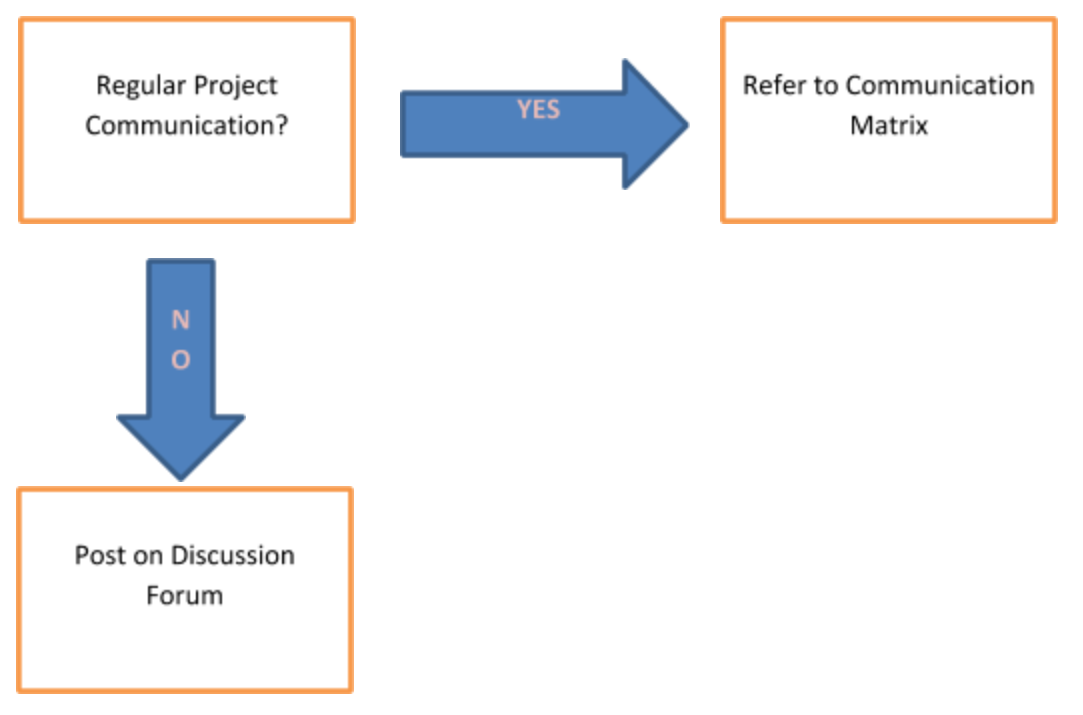 Regular Project
Communication?
YES
Refer to Communication
Matrix
N
O
Post on Discussion
Forum